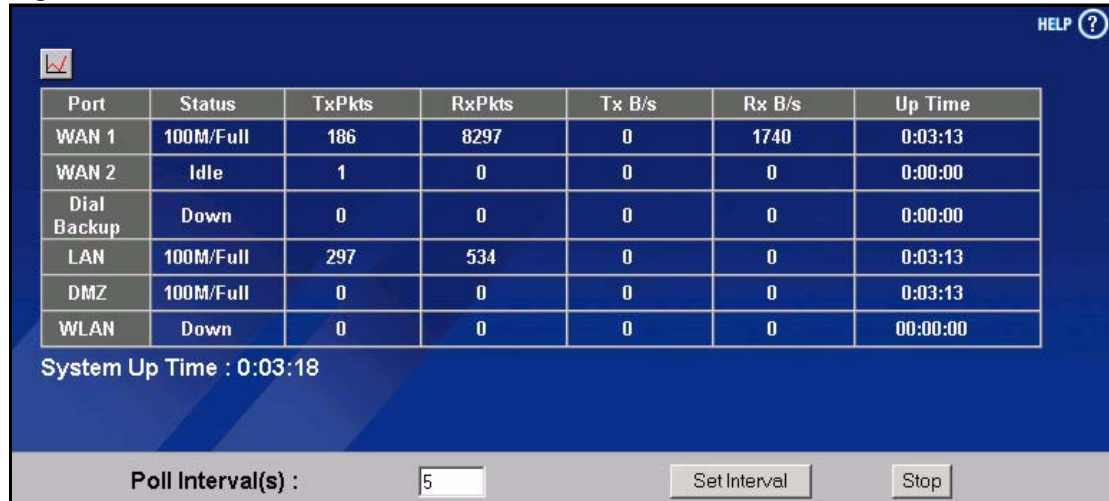 HELP ?
Port Status TxPkts RxPkts Tx B/s Rx B/s Up Time
WAN 1 100M/Full 186 8297 0 1740 0:03:13
WAN 2 Idle 1 0 0 0 0:00:00
Dial Backup Down 0 0 0 0 0:00:00
LAN 100M/Full 297 534 0 0 0:03:13
DMZ 100M/Full 0 0 0 0 0:03:13
WLAN Down 0 0 0 0 00:00:00
System Up Time : 0:03:18
Poll Interval(s) : 5 Set Interval Stop